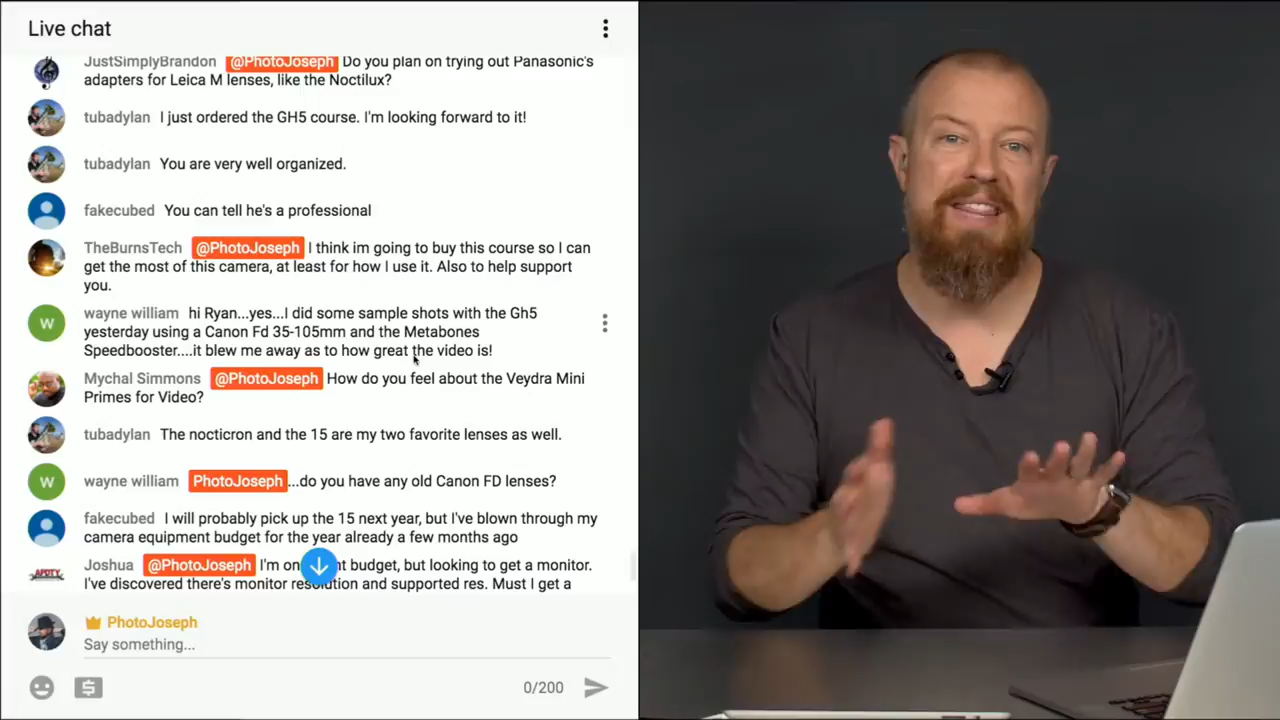 Live chat
JustSimplyBrandon @PhotoJoseph Do you plan on trying out Panasonic's
adapters for Leica M lenses, like the Noctilux?
tubadylan I just ordered the GH5 course. I'm looking forward to it!
tubadylan You are very well organized.
fakecubed You can tell he's a professional
TheBurnsTech @PhotoJoseph I think im going to buy this course so I can
get the most of this camera, at least for how I use it. Also to help support
you.
W
wayne william hi Ryan...yes...I did some sample shots with the Gh5
yesterday using a Canon Fd 35-105mm and the Metabones
Speedbooster....it blew me away as to how great the video is!
Mychal Simmons @PhotoJoseph How do you feel about the Veydra Mini
Primes for Video?
tubadylan The nocticron and the 15 are my two favorite lenses as well.
W
wayne william PhotoJoseph...do you have any old Canon FD lenses?
fakecubed I will probably pick up the 15 next year, but I've blown through my
camera equipment budget for the year already a few months ago
Joshua @PhotoJoseph I'm on budget, but looking to get a monitor.
I've discovered there's monitor resolution and supported res. Must I get a
PhotoJoseph
Say something...
0/200